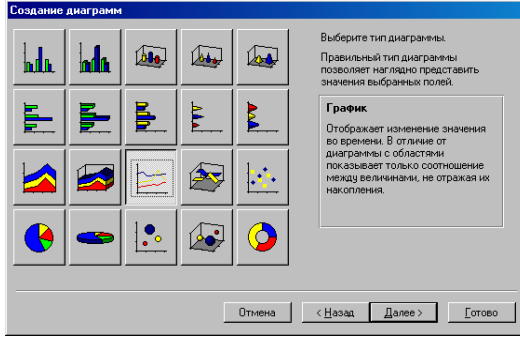 Создание диаграмм
Выберите тип диаграммы.
Правильный тип диаграммы
позволяет наглядно представить
значения выбранных полей.
График
Отображает изменение значения
во времени. В отличие от
диаграммы с областями
показывает только соотношение
между величинами, не отражая их
накопления.
Отмена
< Назад
Далее >
Готово